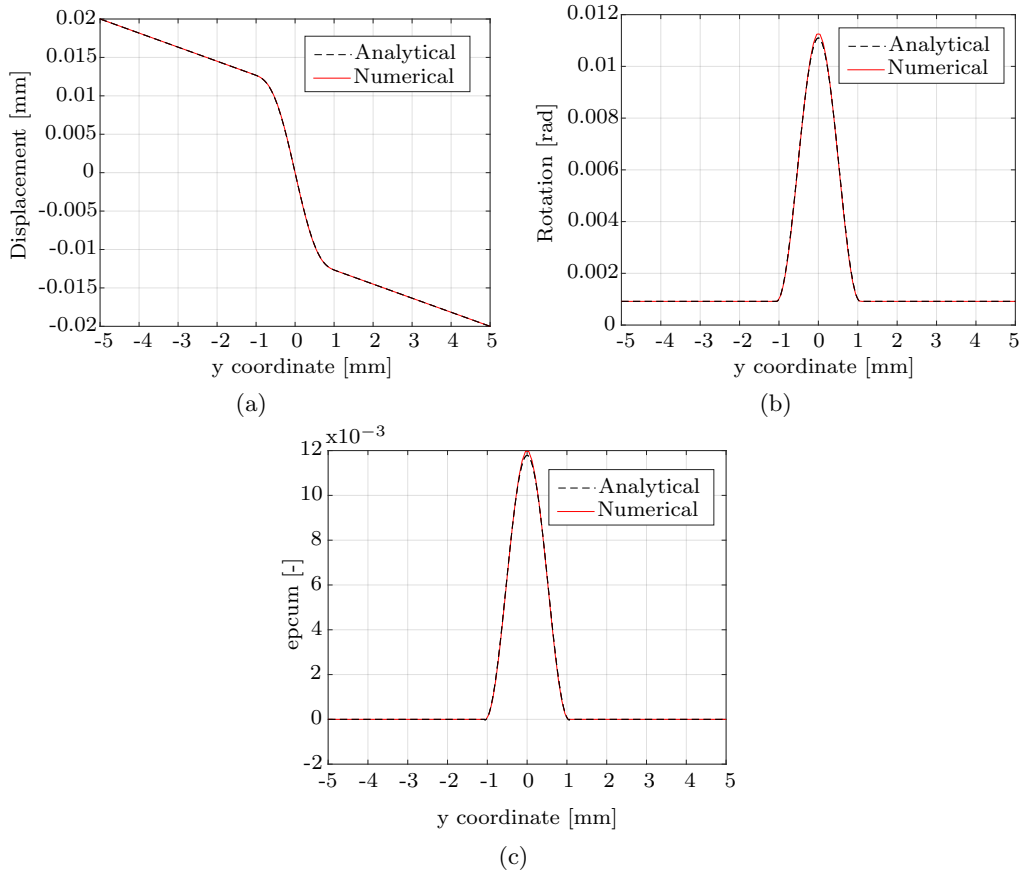 0.02
0.015
0.01
0.005
0
-0.005
-0.01
-0.015
-0.02
Displacement [mm]
Analytical
Numerical
-5 -4 -3 -2 -1 0 1 2 3 4 5
y coordinate [mm]
(a)
0.012
0.01
0.008
0.006
0.004
0.002
0
Rotation [rad]
Analytical
Numerical
-5 -4 -3 -2 -1 0 1 2 3 4 5
y coordinate [mm]
(b)
x10−3
12
10
8
6
4
2
0
-2
epcum [-]
Analytical
Numerical
-5 -4 -3 -2 -1 0 1 2 3 4 5
y coordinate [mm]
(c)